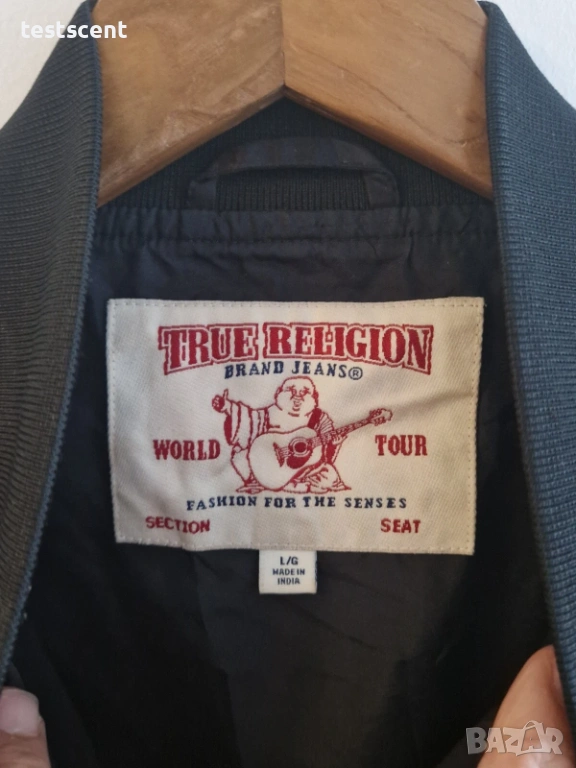 testscent
TRUE RELIGION
BRAND JEANS®
WORLD TOUR
FASHION FOR THE SENSES
SECTION SEAT
L/G
MADE IN
INDIA
BAZAR